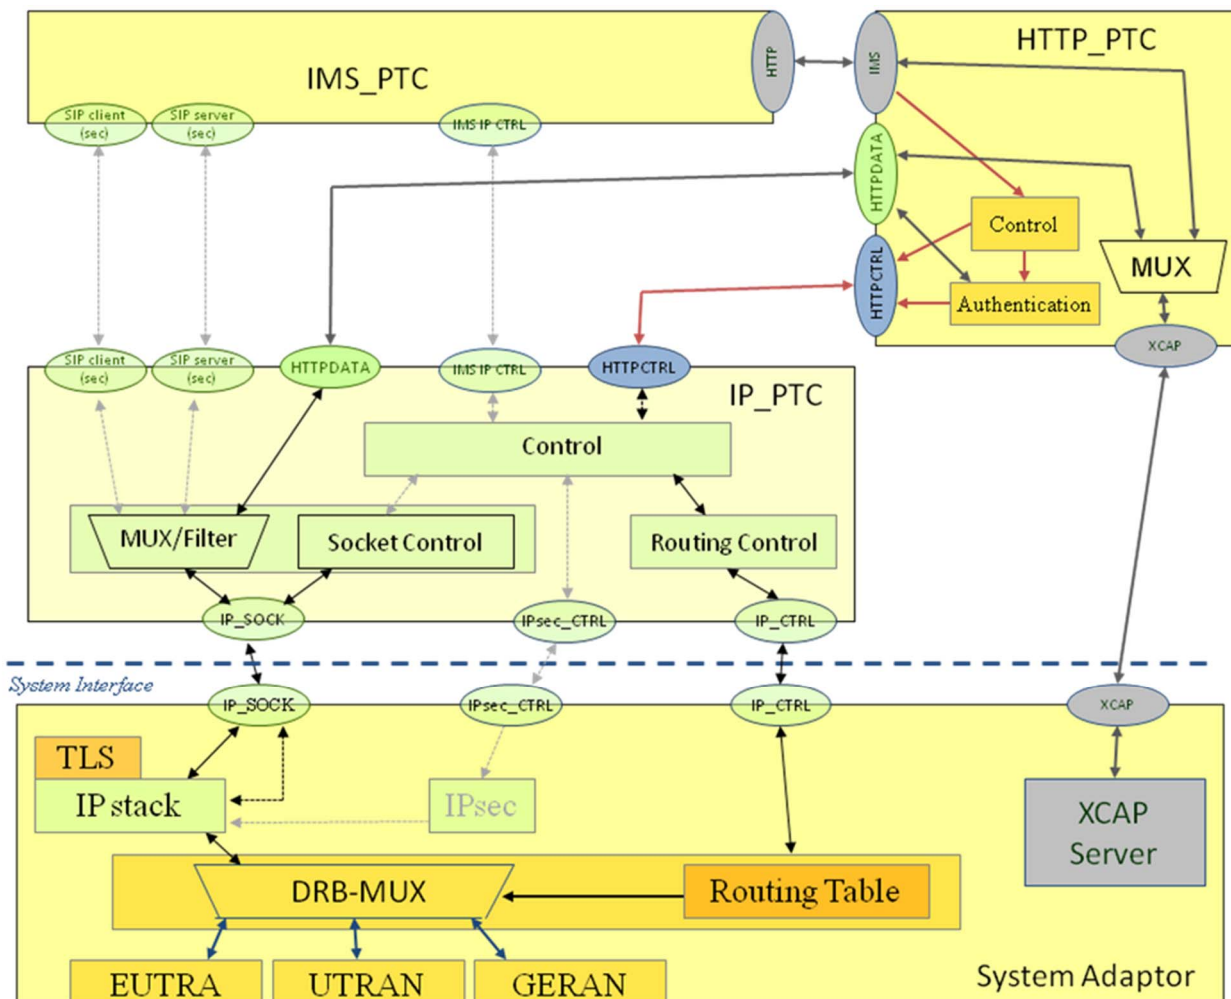 IMS_PTC
HTTP
IMS
HTTP_PTC
SIP client
(sec)
SIP server
(sec)
IMS IP CTRL
HTTPDATA
Control
HTTPCTRL
Authentication
MUX
XCAP
SIP client
(sec)
SIP server
(sec)
HTTPDATA
IMS IP CTRL
HTTPCTRL
IP_PTC
Control
MUX/Filter
Socket Control
Routing Control
IP_SOCK
IPsec_CTRL
IP_CTRL
System Interface
IP_SOCK
IPsec_CTRL
IP_CTRL
XCAP
TLS
IP stack
IPsec
XCAP
Server
DRB-MUX
Routing Table
EUTRA
UTRAN
GERAN
System Adaptor